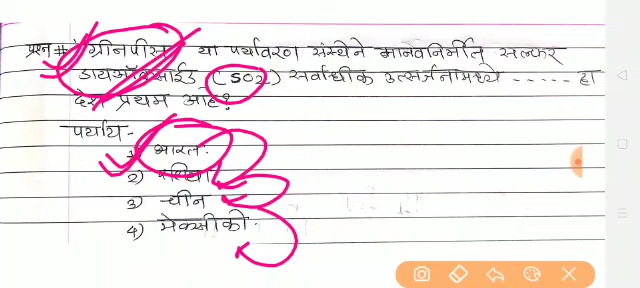 प्रश्न # ग्रीनपीस या पर्यावरण संस्थेने मानवनिर्मीत सल्फर
डायऑक्साईड (SO2) सर्वाधीक उत्सर्जनामध्ये ----- हा
देश प्रथम आहे?
पर्याय -
1) भारत.
2) रशिया
3) चीन
4) मेक्सीको.